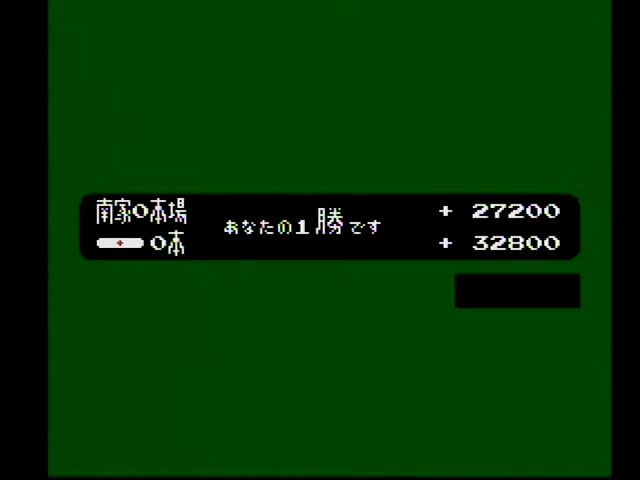 南家0本場
+ 27200
あなたの1勝です
0本
+ 32800